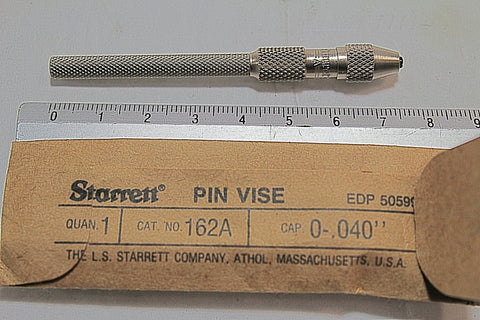 0 1 2 3 4 5 6 7 8 9
Starrett® PIN VISE EDP 50599
QUAN. 1 CAT. NO. 162A CAP. 0-.040"
THE L.S. STARRETT COMPANY, ATHOL, MASSACHUSETTS, U.S.A.